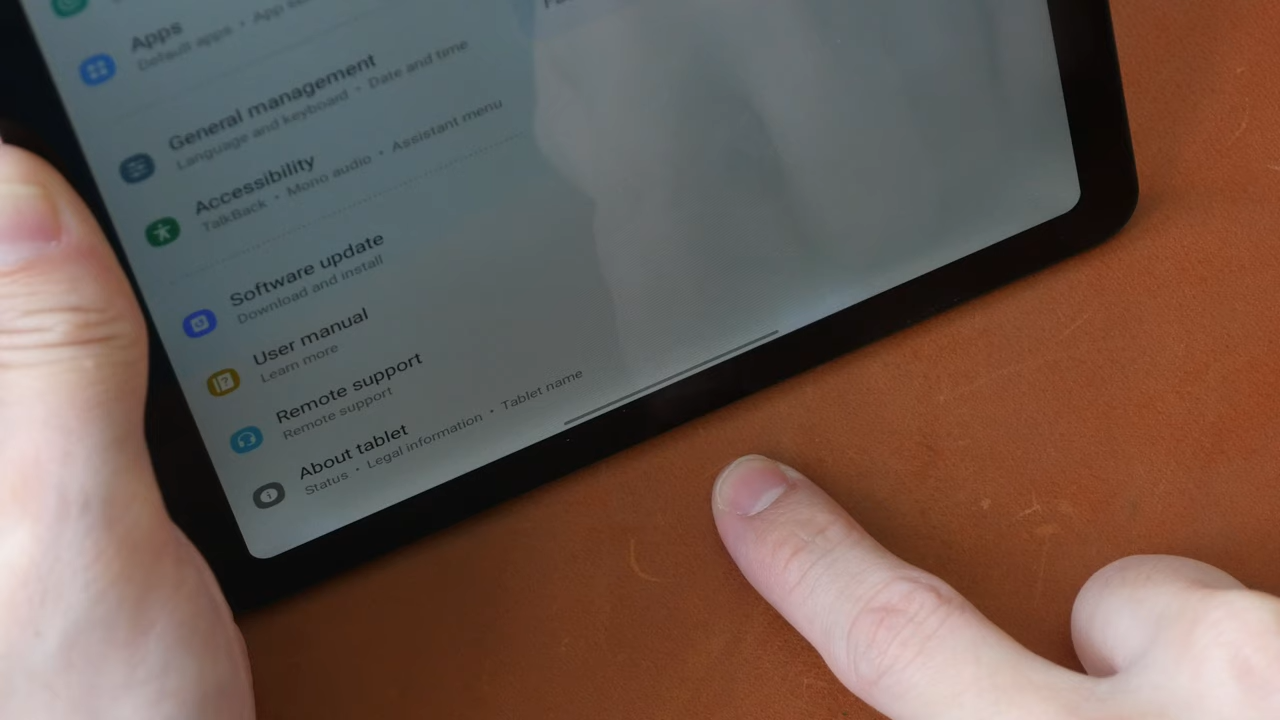 Apps
Default apps • App
General management
Language and keyboard • Date and time
Accessibility
TalkBack • Mono audio • Assistant menu
Software update
Download and install
User manual
Learn more
Remote support
Remote support
About tablet
Status • Legal information • Tablet name